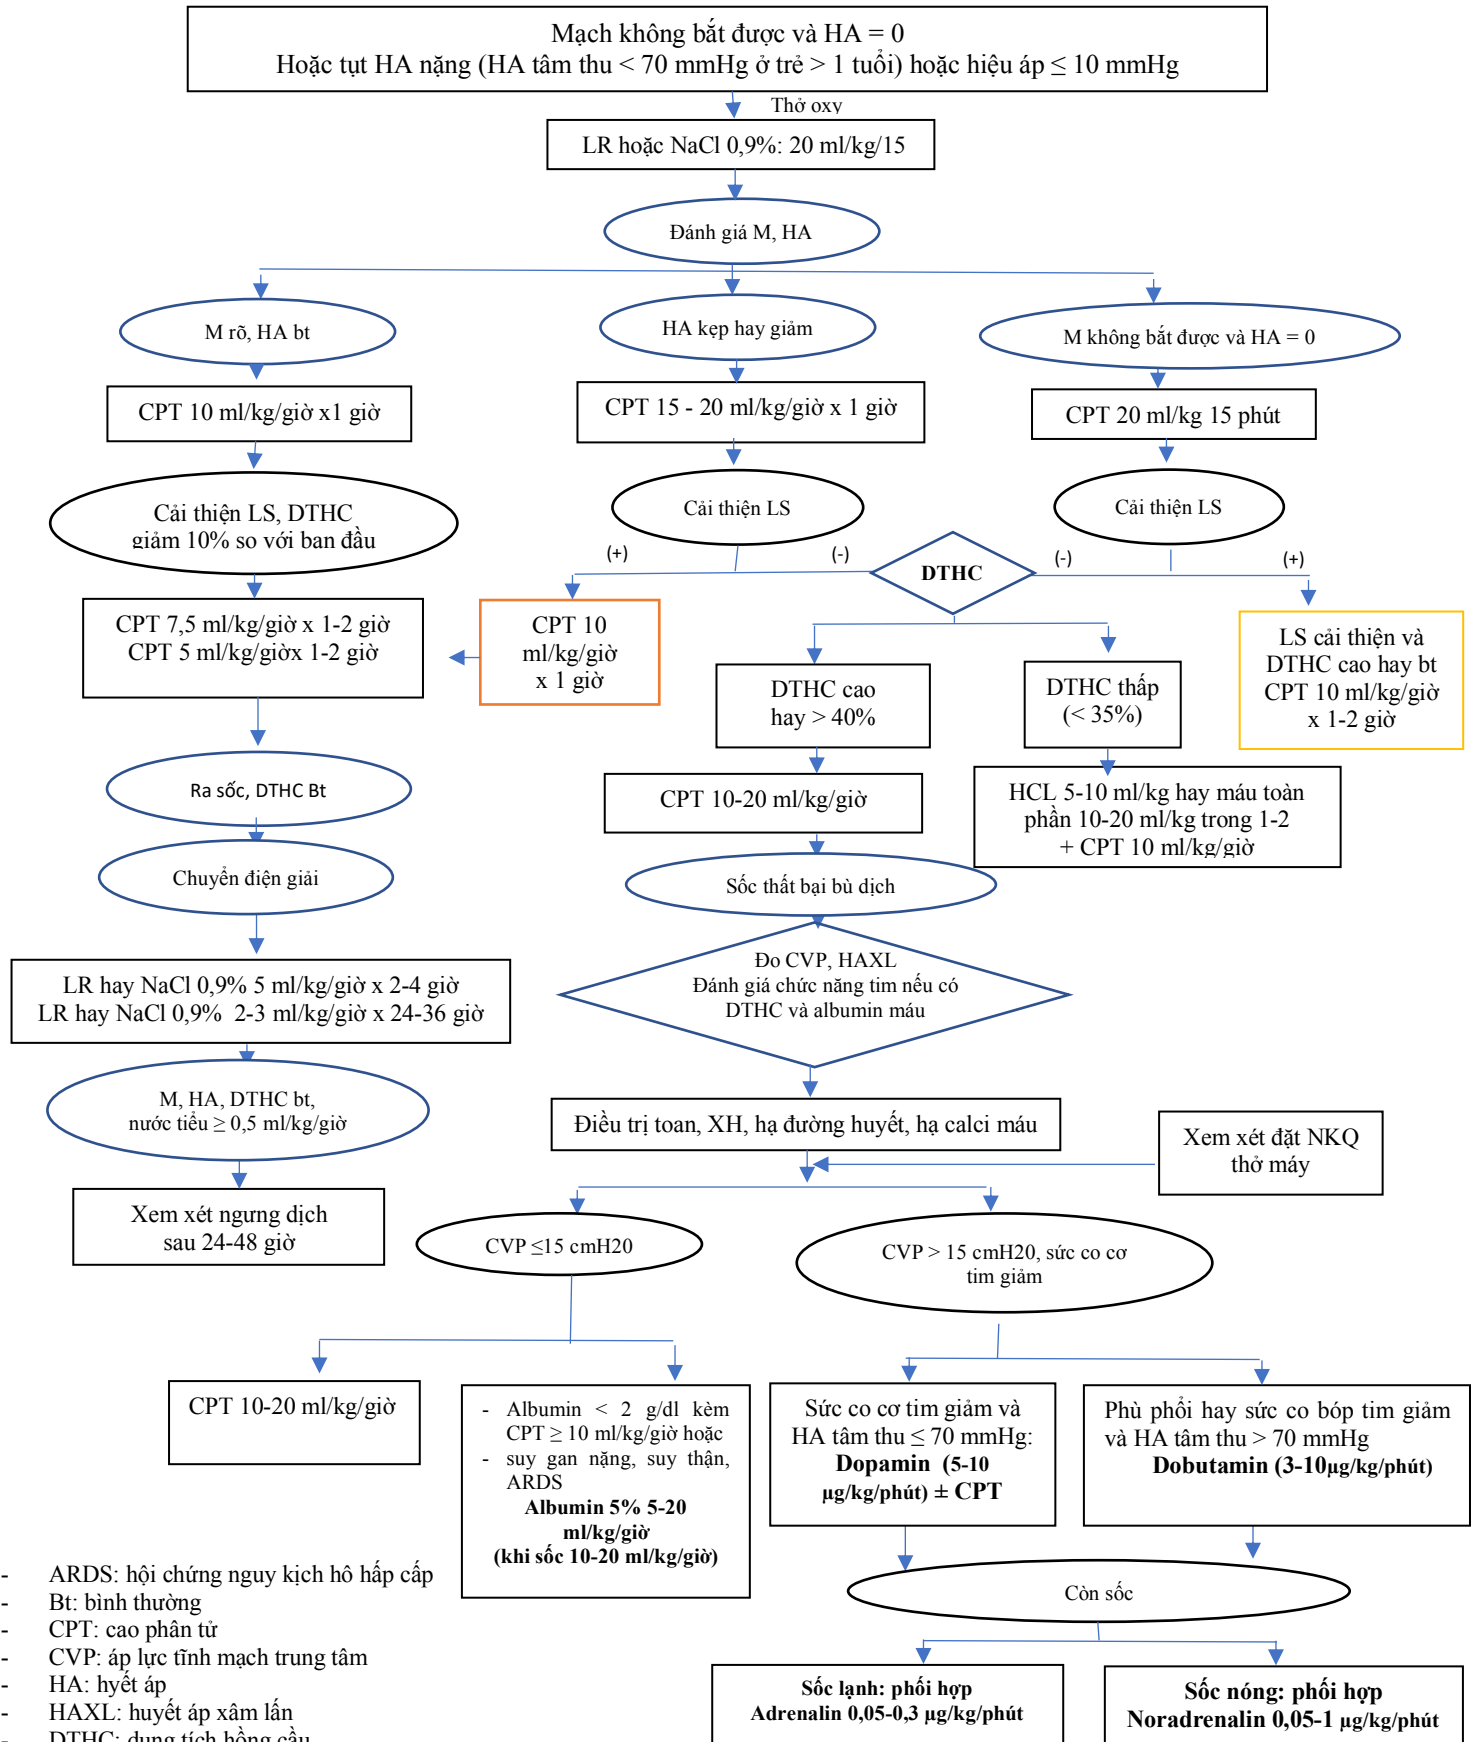 Mạch không bắt được và HA = 0
Hoặc tụt HA nặng (HA tâm thu < 70 mmHg ở trẻ > 1 tuổi) hoặc hiệu áp ≤ 10 mmHg
Thở oxy
LR hoặc NaCl 0,9%: 20 ml/kg/15
Đánh giá M, HA
M rõ, HA bt
HA kẹp hay giảm
M không bắt được và HA = 0
CPT 10 ml/kg/giờ x1 giờ
CPT 15 - 20 ml/kg/giờ x 1 giờ
CPT 20 ml/kg 15 phút
Cải thiện LS, DTHC
giảm 10% so với ban đầu
Cải thiện LS
Cải thiện LS
(+)
(-)
DTHC
(-)
(+)
CPT 7,5 ml/kg/giờ x 1-2 giờ
CPT 5 ml/kg/giờx 1-2 giờ
CPT 10
ml/kg/giờ
x 1 giờ
DTHC cao
hay > 40%
DTHC thấp
(< 35%)
LS cải thiện và
DTHC cao hay bt
CPT 10 ml/kg/giờ
x 1-2 giờ
Ra sốc, DTHC Bt
CPT 10-20 ml/kg/giờ
HCL 5-10 ml/kg hay máu toàn
phần 10-20 ml/kg trong 1-2
+ CPT 10 ml/kg/giờ
Chuyển điện giải
Sốc thất bại bù dịch
LR hay NaCl 0,9% 5 ml/kg/giờ x 2-4 giờ
LR hay NaCl 0,9%  2-3 ml/kg/giờ x 24-36 giờ
Đo CVP, HAXL
Đánh giá chức năng tim nếu có
DTHC và albumin máu
M, HA, DTHC bt,
nước tiểu ≥ 0,5 ml/kg/giờ
Điều trị toan, XH, hạ đường huyết, hạ calci máu
Xem xét đặt NKQ
thở máy
Xem xét ngưng dịch
sau 24-48 giờ
CVP ≤15 cmH20
CVP > 15 cmH20, sức co cơ
tim giảm
CPT 10-20 ml/kg/giờ
- Albumin < 2 g/dl kèm
CPT ≥ 10 ml/kg/giờ hoặc
- suy gan nặng, suy thận,
ARDS
Albumin 5% 5-20
ml/kg/giờ
(khi sốc 10-20 ml/kg/giờ)
Sức co cơ tim giảm và
HA tâm thu ≤ 70 mmHg:
Dopamin (5-10
µg/kg/phút) ± CPT
Phù phổi hay sức co bóp tim giảm
và HA tâm thu > 70 mmHg
Dobutamin (3-10µg/kg/phút)
Còn sốc
Sốc lạnh: phối hợp
Adrenalin 0,05-0,3 µg/kg/phút
Sốc nóng: phối hợp
Noradrenalin 0,05-1 µg/kg/phút
- ARDS: hội chứng nguy kịch hô hấp cấp
- Bt: bình thường
- CPT: cao phân tử
- CVP: áp lực tĩnh mạch trung tâm
- HA: hyết áp
- HAXL: huyết áp xâm lấn
- DTHC: dung tích hồng cầu